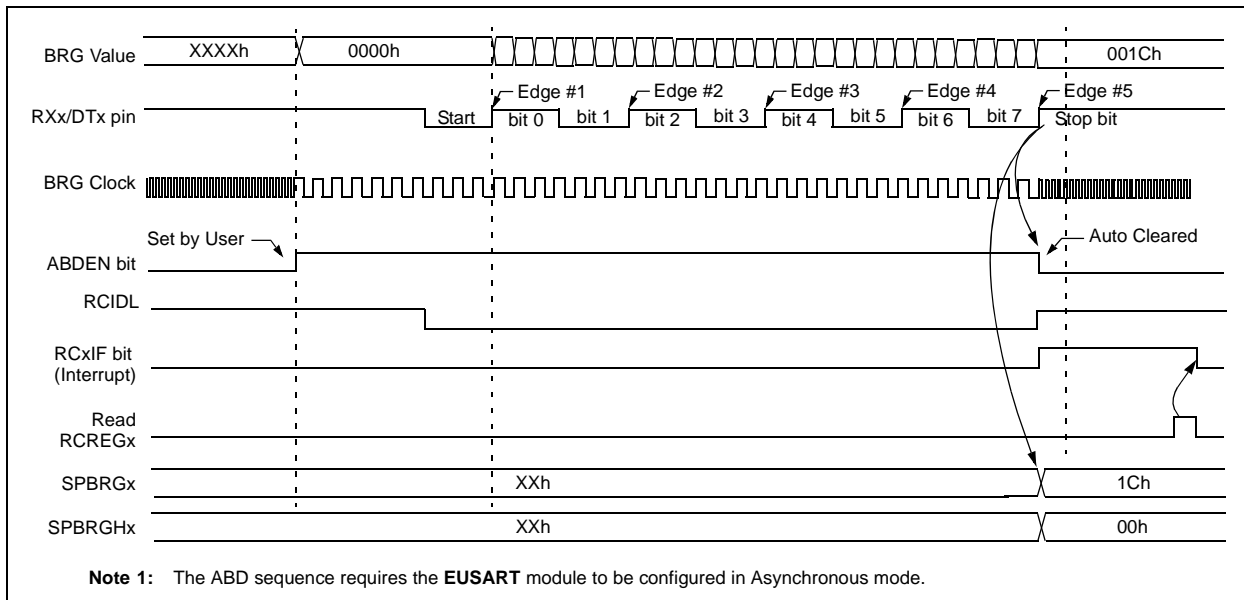 BRG Value XXXXh 0000h 001Ch
Edge #1 Edge #2 Edge #3 Edge #4 Edge #5
RXx/DTx pin Start bit 0 bit 1 bit 2 bit 3 bit 4 bit 5 bit 6 bit 7 Stop bit
BRG Clock
Set by User Auto Cleared
ABDEN bit
RCIDL
RCxIF bit
(Interrupt)
Read
RCREGx
SPBRGx XXh 1Ch
SPBRGHx XXh 00h
Note 1: The ABD sequence requires the EUSART module to be configured in Asynchronous mode.